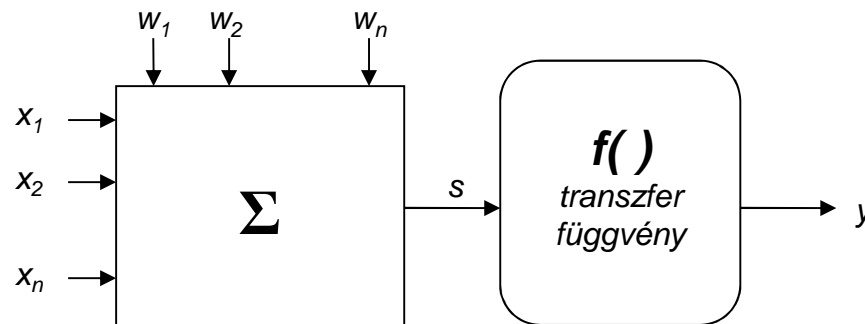 w1 w2 wn
x1
x2
xn
Σ
s
f( )
transzfer
függvény
y